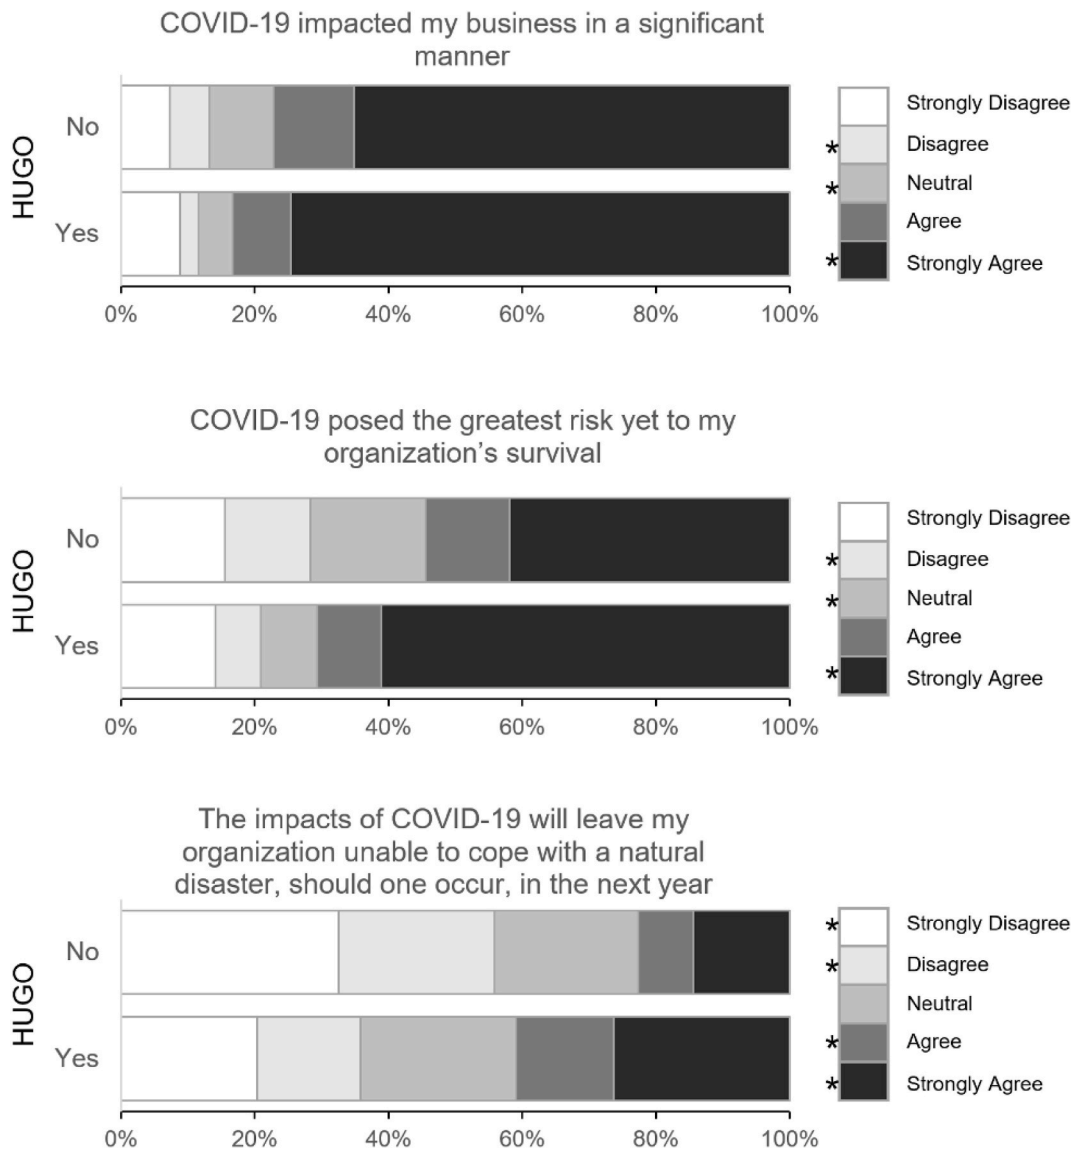 COVID-19 impacted my business in a significant
manner
HUGO
No
Yes
0% 20% 40% 60% 80% 100%
Strongly Disagree
* Disagree
* Neutral
Agree
* Strongly Agree
COVID-19 posed the greatest risk yet to my
organization’s survival
HUGO
No
Yes
0% 20% 40% 60% 80% 100%
Strongly Disagree
* Disagree
* Neutral
Agree
* Strongly Agree
The impacts of COVID-19 will leave my
organization unable to cope with a natural
disaster, should one occur, in the next year
HUGO
No
Yes
0% 20% 40% 60% 80% 100%
* Strongly Disagree
* Disagree
Neutral
* Agree
* Strongly Agree